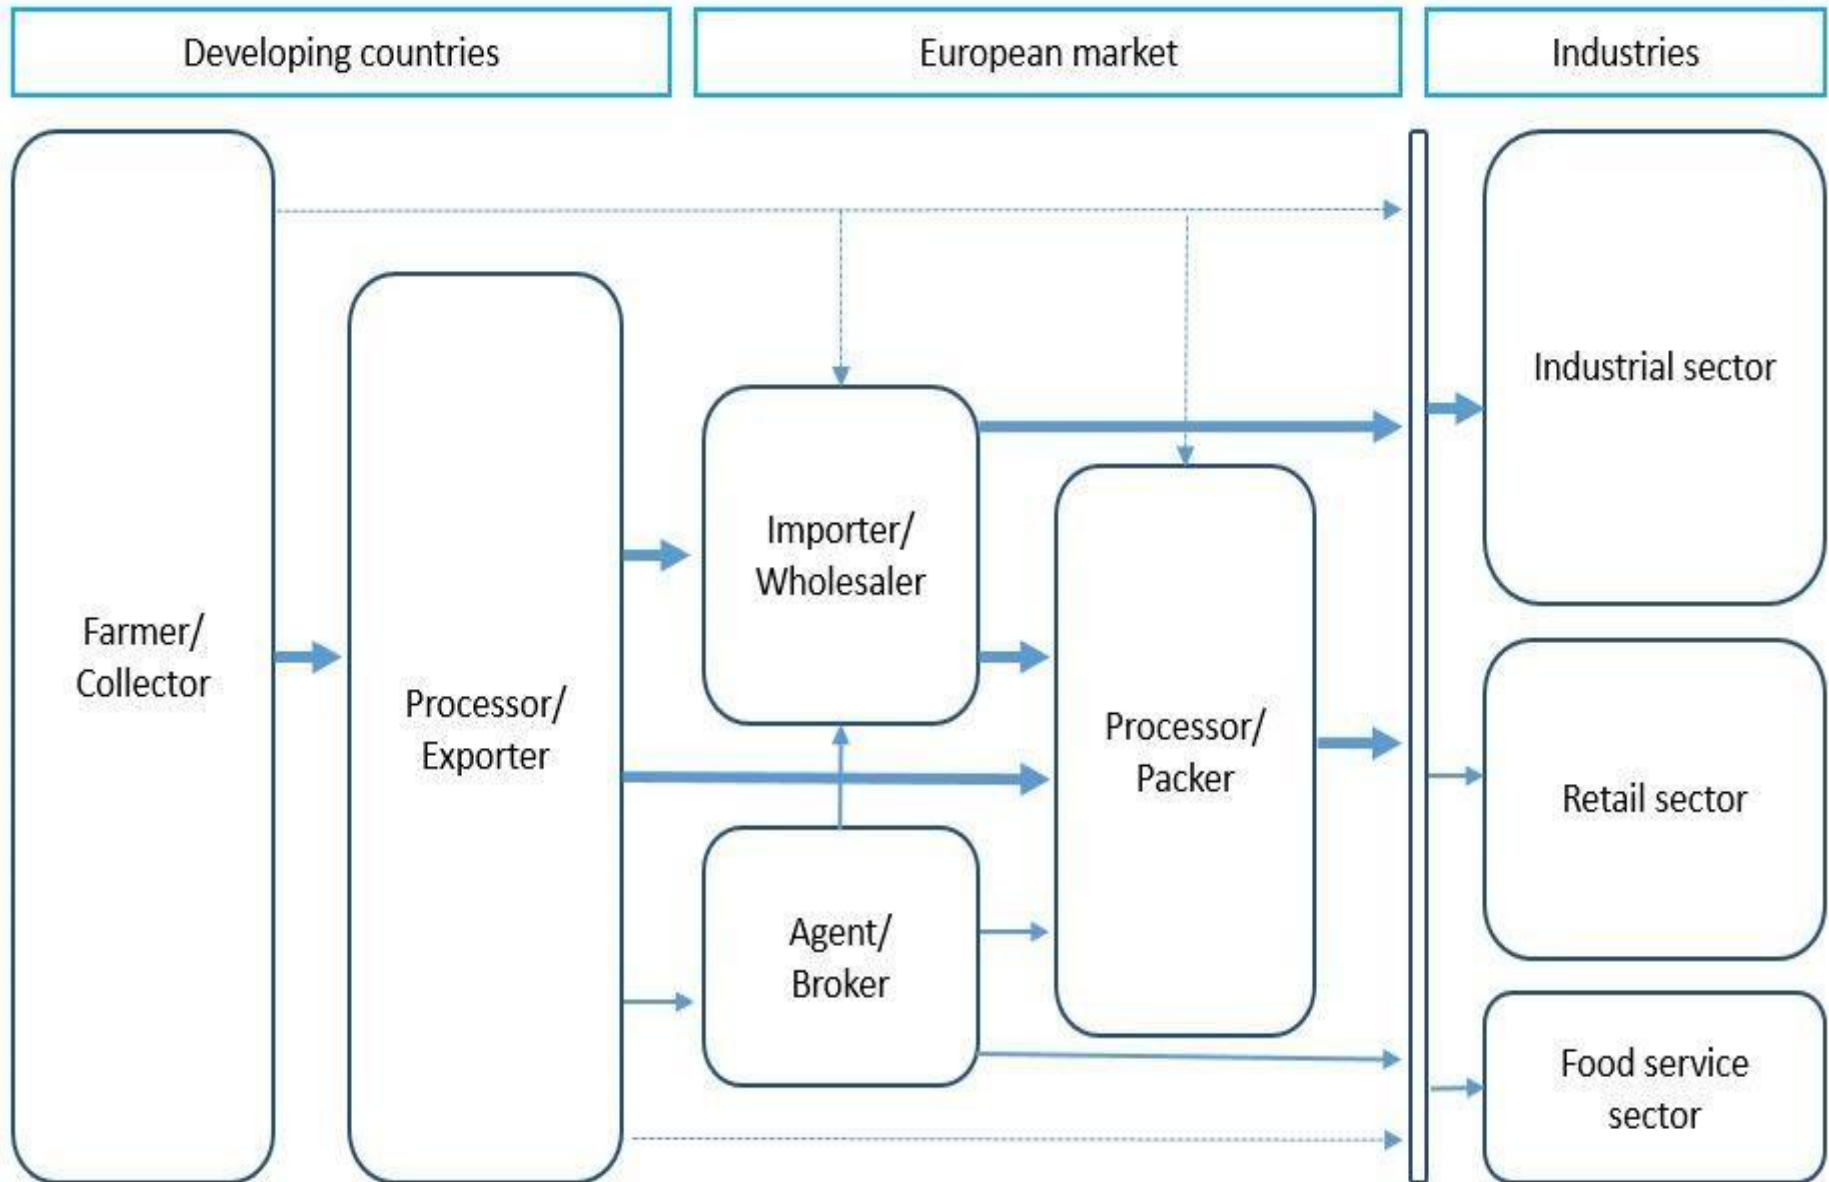 Developing countries
European market
Industries
Farmer/
Collector
Processor/
Exporter
Importer/
Wholesaler
Agent/
Broker
Processor/
Packer
Industrial sector
Retail sector
Food service
sector